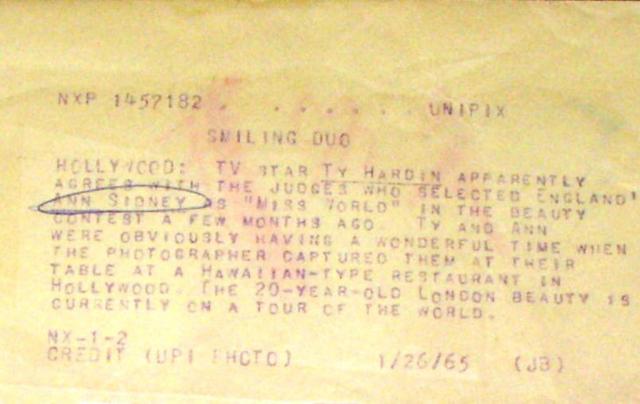 NXP 1457182 . . . . . . . UNIPIX
SMILING DUO
HOLLYWOOD: TV STAR TY HARDIN APPARENTLY
AGREES WITH THE JUDGES WHO SELECTED ENGLAND'
ANN SIDNEY AS "MISS WORLD" IN THE BEAUTY
CONTEST A FEW MONTHS AGO. TY AND ANN
WERE OBVIOUSLY HAVING A WONDERFUL TIME WHEN
THE PHOTOGRAPHER CAPTURED THEM AT THEIR
TABLE AT A HAWAIIAN-TYPE RESTAURANT IN
HOLLYWOOD. THE 20-YEAR-OLD LONDON BEAUTY IS
CURRENTLY ON A TOUR OF THE WORLD.
NX-1-2
CREDIT (UPI PHOTO) 1/26/65 (JB)